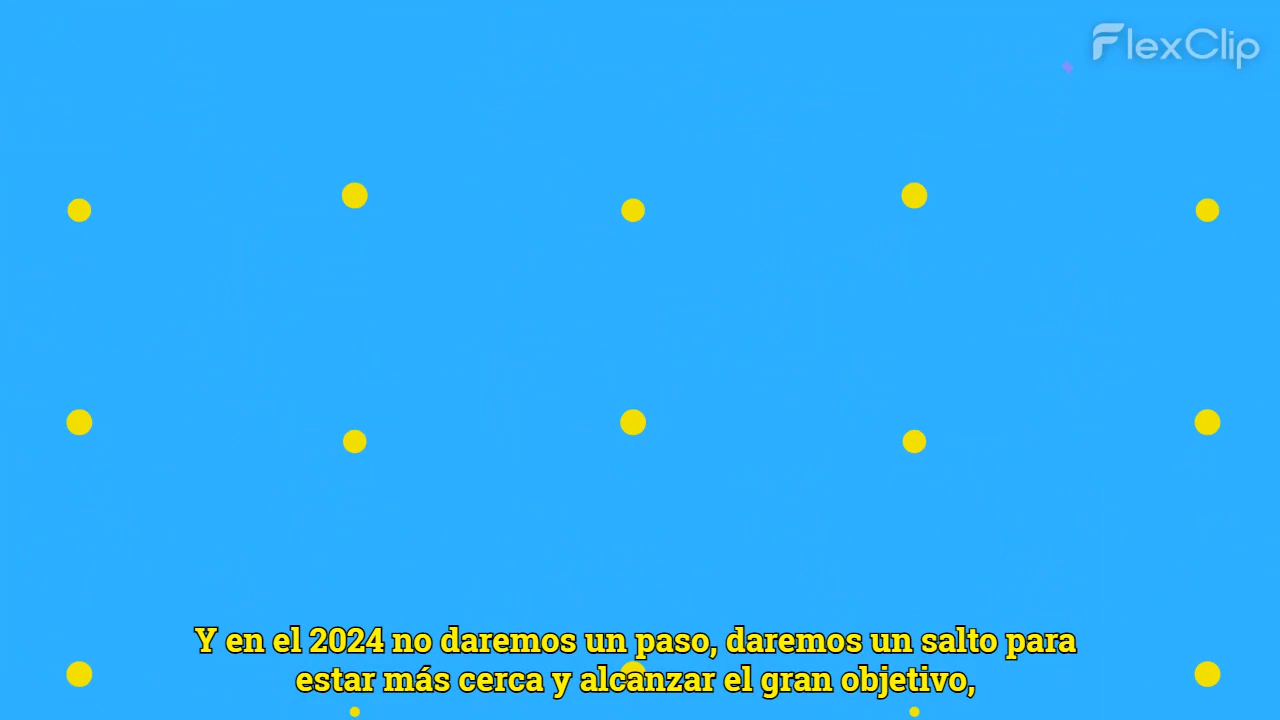 FlexClip
Y en el 2024 no daremos un paso, daremos un salto para
estar más cerca y alcanzar el gran objetivo,